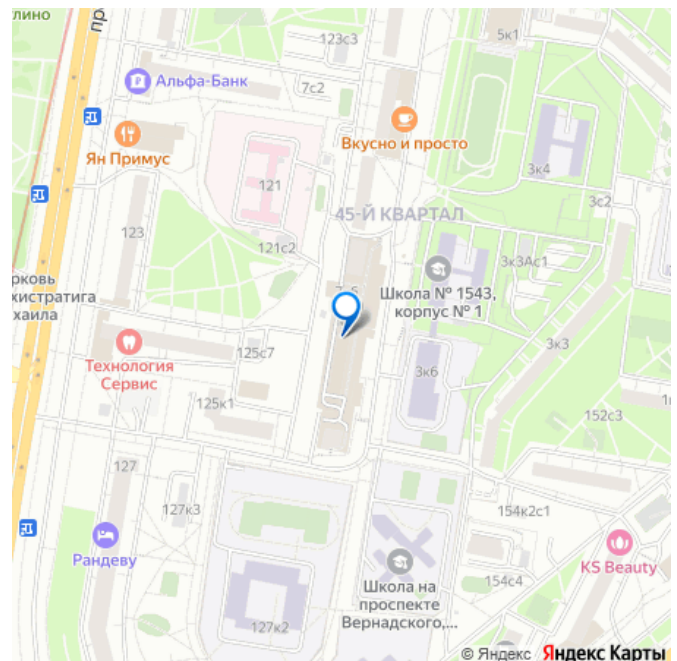 лино
пр
123с3
5к1
Альфа-Банк
7с2
Вкусно и просто
Ян Примус
121
3к4
3с2
45-Й КВАРТАЛ
123
121с2
3к3Ас1
рковь
хистратига
хаила
Школа № 1543,
корпус № 1
3к3
125с7
Технология
Сервис
3к6
125к1
152с3
127
127к3
154к2с1
Рандеву
KS Beauty
Школа на
проспекте
Вернадского,...
154с4
127к2
© Яндекс Яндекс Карты